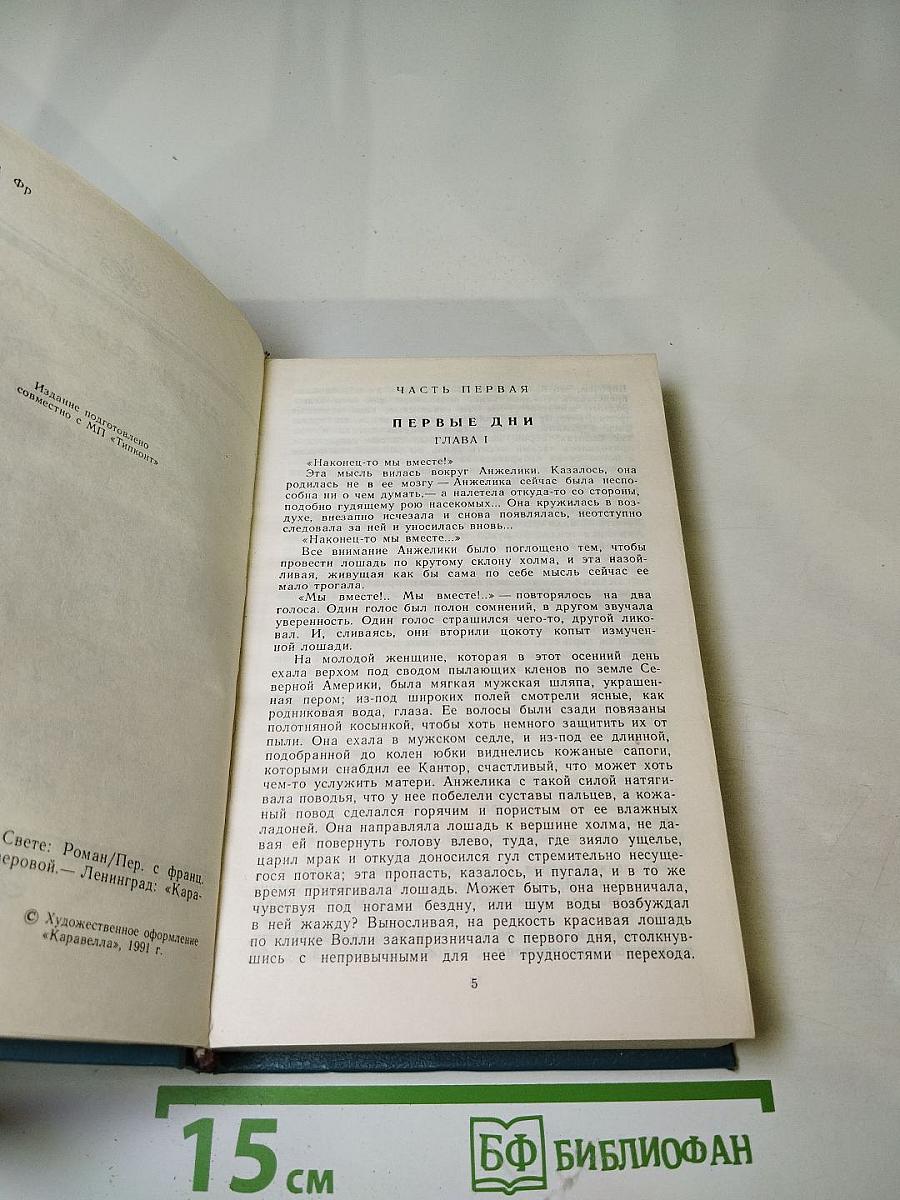 Фр
Издание подготовлено
совместно с МП «Типконт»
Свете: Роман/Пер. с франц.
еровой.— Ленинград: «Кара-
© Художественное оформление
«Каравелла», 1991 г.
ЧАСТЬ ПЕРВАЯ
ПЕРВЫЕ ДНИ
ГЛАВА I
«Наконец-то мы вместе!»
Эта мысль вилась вокруг Анжелики. Казалось, она
родилась не в ее мозгу — Анжелика сейчас была неспо-
собна ни о чем думать,— а налетела откуда-то со стороны,
подобно гудящему рою насекомых... Она кружилась в воз-
духе, внезапно исчезала и снова появлялась, неотступно
следовала за ней и уносилась вновь...
«Наконец-то мы вместе...»
Все внимание Анжелики было поглощено тем, чтобы
провести лошадь по крутому склону холма, и эта назой-
ливая, живущая как бы сама по себе мысль сейчас ее
мало трогала.
«Мы вместе!.. Мы вместе!..» — повторялось на два
голоса. Один голос был полон сомнений, в другом звучала
уверенность. Один голос страшился чего-то, другой лико-
вал. И, сливаясь, они вторили цокоту копыт измучен-
ной лошади.
На молодой женщине, которая в этот осенний день
ехала верхом под сводом пылающих кленов по земле Се-
верной Америки, была мягкая мужская шляпа, украшен-
ная пером; из-под широких полей смотрели ясные, как
родниковая вода, глаза. Ее волосы были сзади повязаны
полотняной косынкой, чтобы хоть немного защитить их от
пыли. Она ехала в мужском седле, и из-под ее длинной,
подобранной до колен юбки виднелись кожаные сапоги,
которыми снабдил ее Кантор, счастливый, что может хоть
чем-то услужить матери. Анжелика с такой силой натяги-
вала поводья, что у нее побелели суставы пальцев, а кожа-
ный повод сделался горячим и пористым от ее влажных
ладоней. Она направляла лошадь к вершине холма, не да-
вая ей повернуть голову влево, туда, где зияло ущелье,
царил мрак и откуда доносился гул стремительно несуще-
гося потока; эта пропасть, казалось, и пугала, и в то же
время притягивала лошадь. Может быть, она нервничала,
чувствуя под ногами бездну, или шум воды возбуждал
в ней жажду? Выносливая, на редкость красивая лошадь
по кличке Волли закапризничала с первого дня, столкнув-
шись с непривычными для нее трудностями перехода.
5
15 см
БФ БИБЛИОФАН